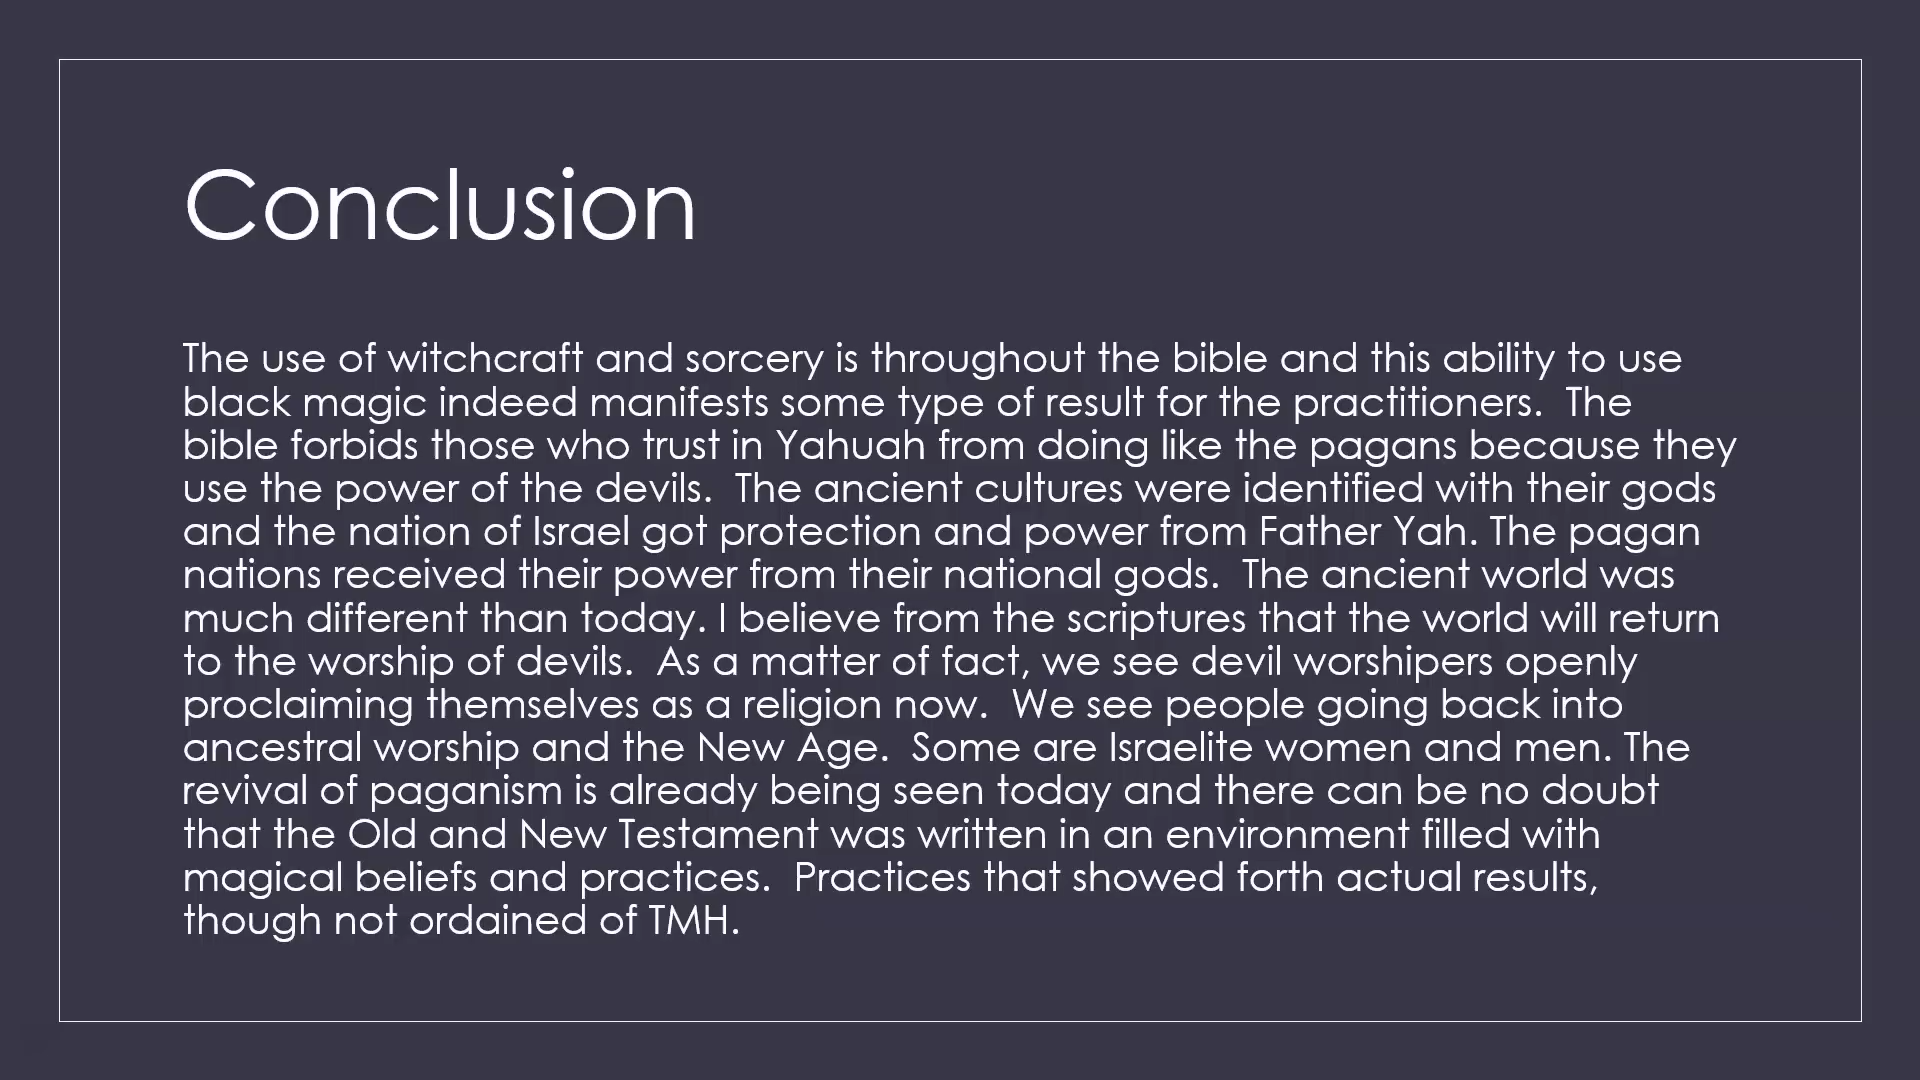 Conclusion
The use of witchcraft and sorcery is throughout the bible and this ability to use
black magic indeed manifests some type of result for the practitioners.  The
bible forbids those who trust in Yahuah from doing like the pagans because they
use the power of the devils.  The ancient cultures were identified with their gods
and the nation of Israel got protection and power from Father Yah. The pagan
nations received their power from their national gods.  The ancient world was
much different than today. I believe from the scriptures that the world will return
to the worship of devils.  As a matter of fact, we see devil worshipers openly
proclaiming themselves as a religion now.  We see people going back into
ancestral worship and the New Age.  Some are Israelite women and men. The
revival of paganism is already being seen today and there can be no doubt
that the Old and New Testament was written in an environment filled with
magical beliefs and practices.  Practices that showed forth actual results,
though not ordained of TMH.